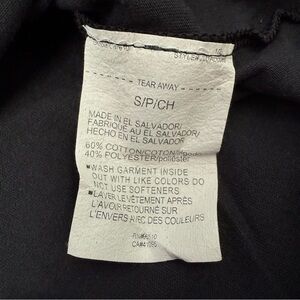 TEAR AWAY
S/P/CH
MADE IN EL SALVADOR/
FABRIQUÉ AU EL SALVADOR/
HECHO EN EL SALVADOR
60% COTTON/COTON/
40% POLYESTER/poliéster
*WASH GARMENT INSIDE
OUT WITH LIKE COLORS DO
NOT USE SOFTENERS
*LAVER LE VÊTEMENT APRÈS
L'AVOIR RETOURNÉ SUR
L'ENVERS AVEC DES COULEURS